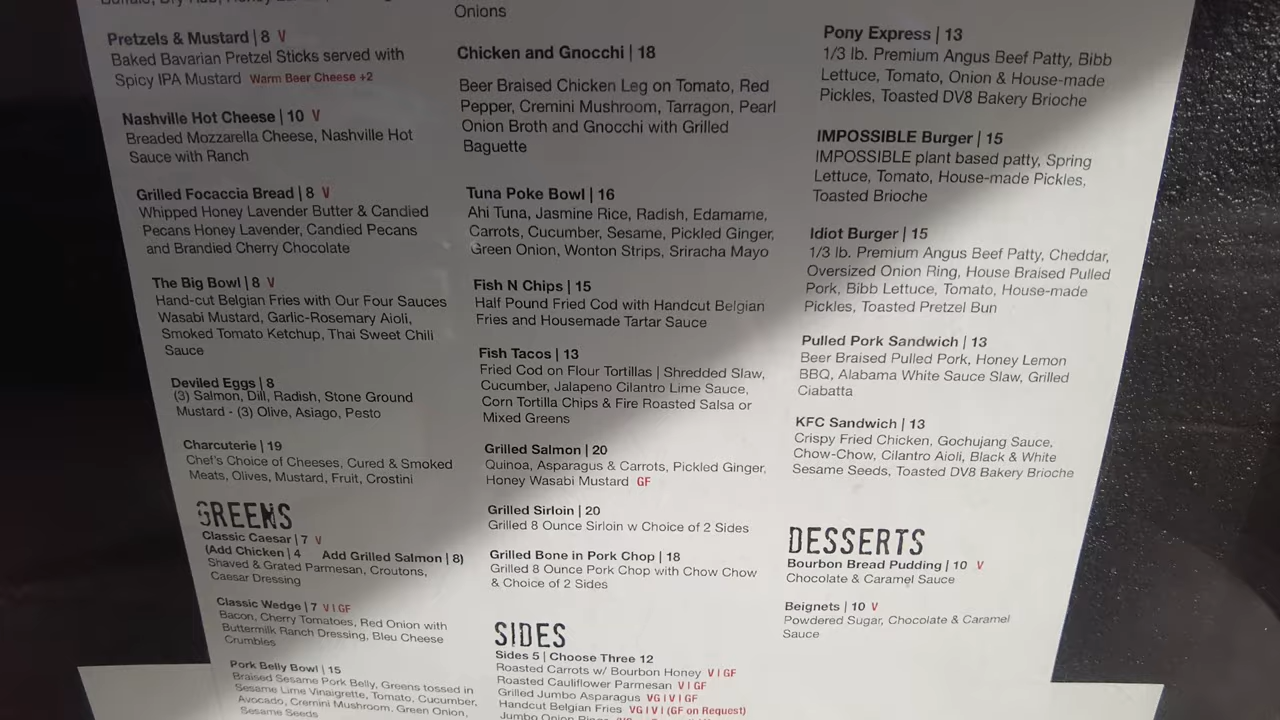 Onions
Pretzels & Mustard | 8 V
Baked Bavarian Pretzel Sticks served with
Spicy IPA Mustard Warm Beer Cheese +2
Nashville Hot Cheese | 10 V
Breaded Mozzarella Cheese, Nashville Hot
Sauce with Ranch
Grilled Focaccia Bread | 8 V
Whipped Honey Lavender Butter & Candied
Pecans Honey Lavender, Candied Pecans
and Brandied Cherry Chocolate
The Big Bowl | 8 V
Hand-cut Belgian Fries with Our Four Sauces
Wasabi Mustard, Garlic-Rosemary Aioli,
Smoked Tomato Ketchup, Thai Sweet Chili
Sauce
Deviled Eggs | 8
(3) Salmon, Dill, Radish, Stone Ground
Mustard - (3) Olive, Asiago, Pesto
Charcuterie | 19
Chef's Choice of Cheeses, Cured & Smoked
Meats, Olives, Mustard, Fruit, Crostini
GREENS
Classic Caesar | 7 V
(Add Chicken | 4 Add Grilled Salmon | 8)
Shaved & Grated Parmesan, Croutons,
Caesar Dressing
Classic Wedge | 7 V I GF
Bacon, Cherry Tomatoes, Red Onion with
Buttermilk Ranch Dressing, Bleu Cheese
Crumbles
Pork Belly Bowl | 15
Braised Sesame Pork Belly, Greens tossed in
Sesame Lime Vinaigrette, Tomato, Cucumber,
Avocado, Cremini Mushroom, Green Onion,
Sesame Seeds
Chicken and Gnocchi | 18
Beer Braised Chicken Leg on Tomato, Red
Pepper, Cremini Mushroom, Tarragon, Pearl
Onion Broth and Gnocchi with Grilled
Baguette
Tuna Poke Bowl | 16
Ahi Tuna, Jasmine Rice, Radish, Edamame,
Carrots, Cucumber, Sesame, Pickled Ginger,
Green Onion, Wonton Strips, Sriracha Mayo
Fish N Chips | 15
Half Pound Fried Cod with Handcut Belgian
Fries and Housemade Tartar Sauce
Fish Tacos | 13
Fried Cod on Flour Tortillas | Shredded Slaw,
Cucumber, Jalapeno Cilantro Lime Sauce,
Corn Tortilla Chips & Fire Roasted Salsa or
Mixed Greens
Grilled Salmon | 20
Quinoa, Asparagus & Carrots, Pickled Ginger,
Honey Wasabi Mustard GF
Grilled Sirloin | 20
Grilled 8 Ounce Sirloin w Choice of 2 Sides
Grilled Bone in Pork Chop | 18
Grilled 8 Ounce Pork Chop with Chow Chow
& Choice of 2 Sides
SIDES
Sides 5 | Choose Three 12
Roasted Carrots w/ Bourbon Honey V I GF
Roasted Cauliflower Parmesan V I GF
Grilled Jumbo Asparagus VG I V I GF
Handcut Belgian Fries VG I V I (GF on Request)
Jumbo Onion Rings
Pony Express | 13
1/3 lb. Premium Angus Beef Patty, Bibb
Lettuce, Tomato, Onion & House-made
Pickles, Toasted DV8 Bakery Brioche
IMPOSSIBLE Burger | 15
IMPOSSIBLE plant based patty, Spring
Lettuce, Tomato, House-made Pickles,
Toasted Brioche
Idiot Burger | 15
1/3 lb. Premium Angus Beef Patty, Cheddar,
Oversized Onion Ring, House Braised Pulled
Pork, Bibb Lettuce, Tomato, House-made
Pickles, Toasted Pretzel Bun
Pulled Pork Sandwich | 13
Beer Braised Pulled Pork, Honey Lemon
BBQ, Alabama White Sauce Slaw, Grilled
Ciabatta
KFC Sandwich | 13
Crispy Fried Chicken, Gochujang Sauce,
Chow-Chow, Cilantro Aioli, Black & White
Sesame Seeds, Toasted DV8 Bakery Brioche
DESSERTS
Bourbon Bread Pudding | 10 V
Chocolate & Caramel Sauce
Beignets | 10 V
Powdered Sugar, Chocolate & Caramel
Sauce